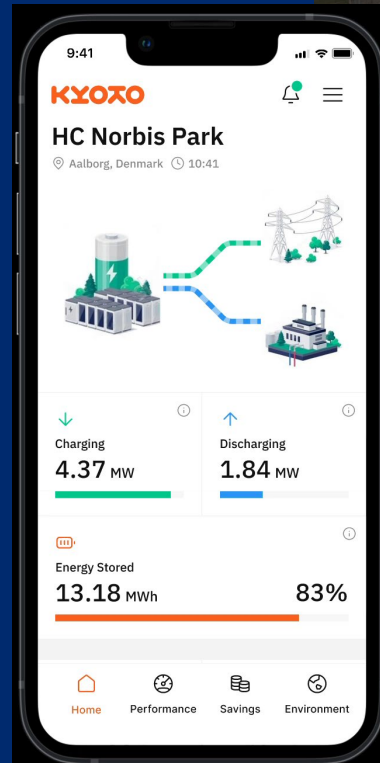 9:41
KYOTO
HC Norbis Park
Aalborg, Denmark 10:41
Charging
4.37 MW
Discharging
1.84 MW
Energy Stored
13.18 MWh 83%
Home Performance Savings Environment